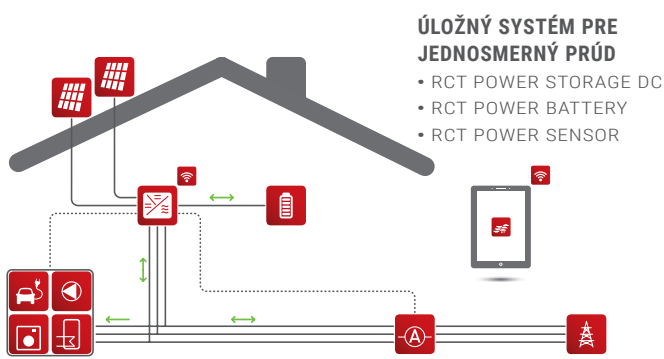 ÚLOŽNÝ SYSTÉM PRE
JEDNOSMERNÝ PRÚD
• RCT POWER STORAGE DC
• RCT POWER BATTERY
• RCT POWER SENSOR
A